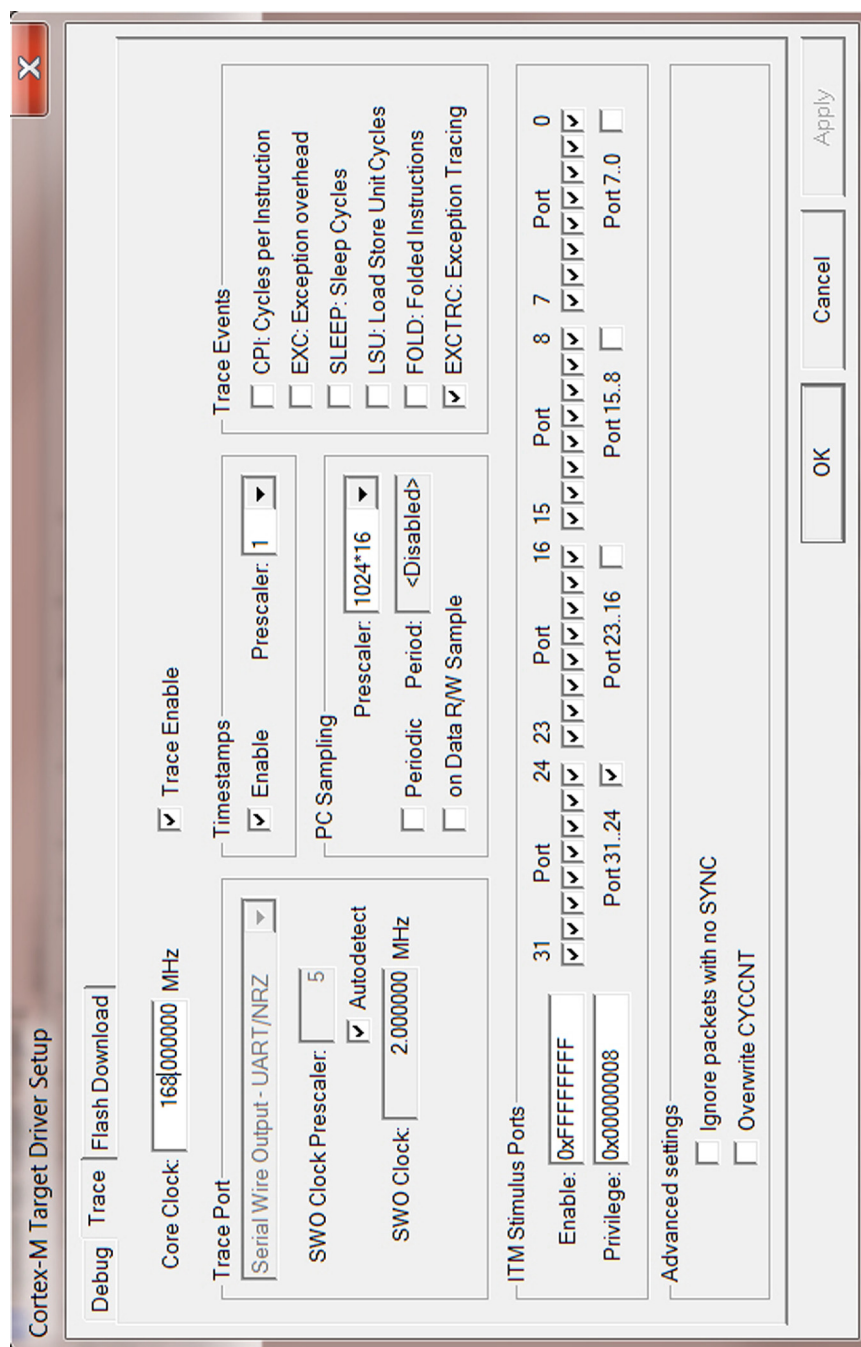 Cortex-M Target Driver Setup
X
Debug Trace Flash Download
Core Clock: 168.000000 MHz Trace Enable
Trace Port
Serial Wire Output - UART/NRZ
SWO Clock Prescaler: 5
Autodetect
SWO Clock: 2.000000 MHz
Timestamps
Enable Prescaler: 1
PC Sampling
Prescaler: 1024*16
Periodic Period: <Disabled>
on Data R/W Sample
Trace Events
CPI: Cycles per Instruction
EXC: Exception overhead
SLEEP: Sleep Cycles
LSU: Load Store Unit Cycles
FOLD: Folded Instructions
EXCTRC: Exception Tracing
ITM Stimulus Ports
31 Port 24 23 Port 16 15 Port 8 7 Port 0
Enable: 0xFFFFFFFF
Privilege: 0x00000008 Port 31..24 Port 23..16 Port 15..8 Port 7..0
Advanced settings
Ignore packets with no SYNC
Overwrite CYCCNT
OK Cancel Apply